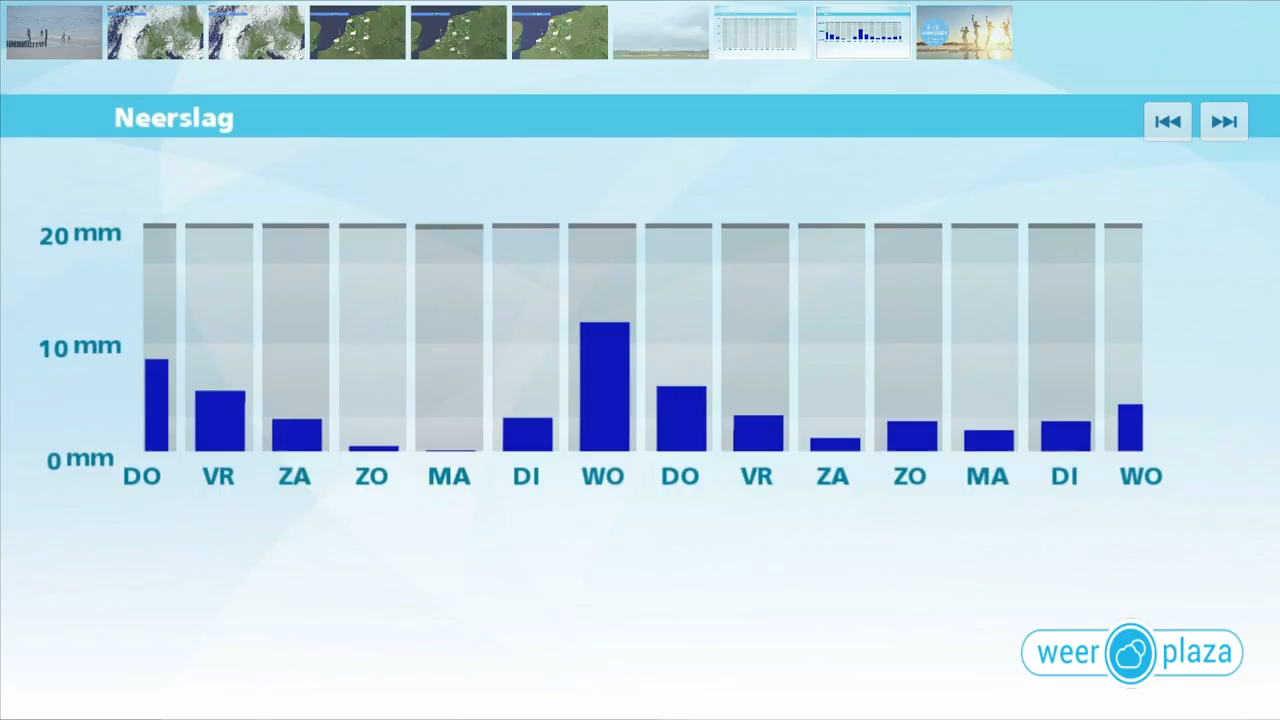 Neerslag
20 mm
10 mm
0 mm
DO VR ZA ZO MA DI WO DO VR ZA ZO MA DI WO
weer plaza